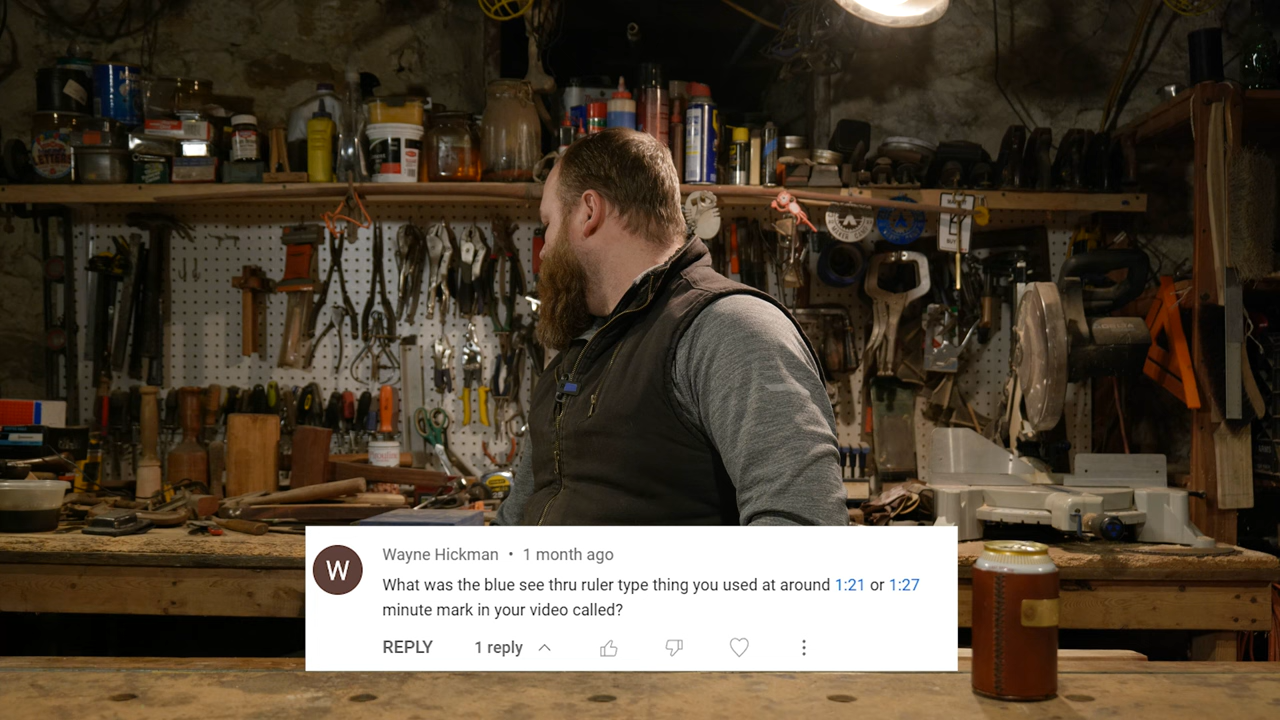 Wayne Hickman • 1 month ago
What was the blue see thru ruler type thing you used at around 1:21 or 1:27
minute mark in your video called?
W
REPLY 1 reply